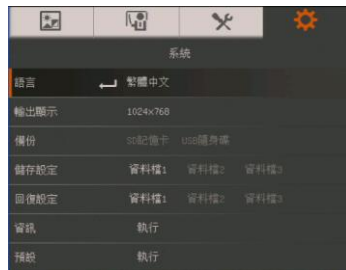 系統
語言 繁體中文
輸出顯示 1024x768
備份 SD記憶卡 USB隨身碟
儲存設定 資料檔1 資料檔2 資料檔3
回復設定 資料檔1 資料檔2 資料檔3
資訊 執行
預設 執行